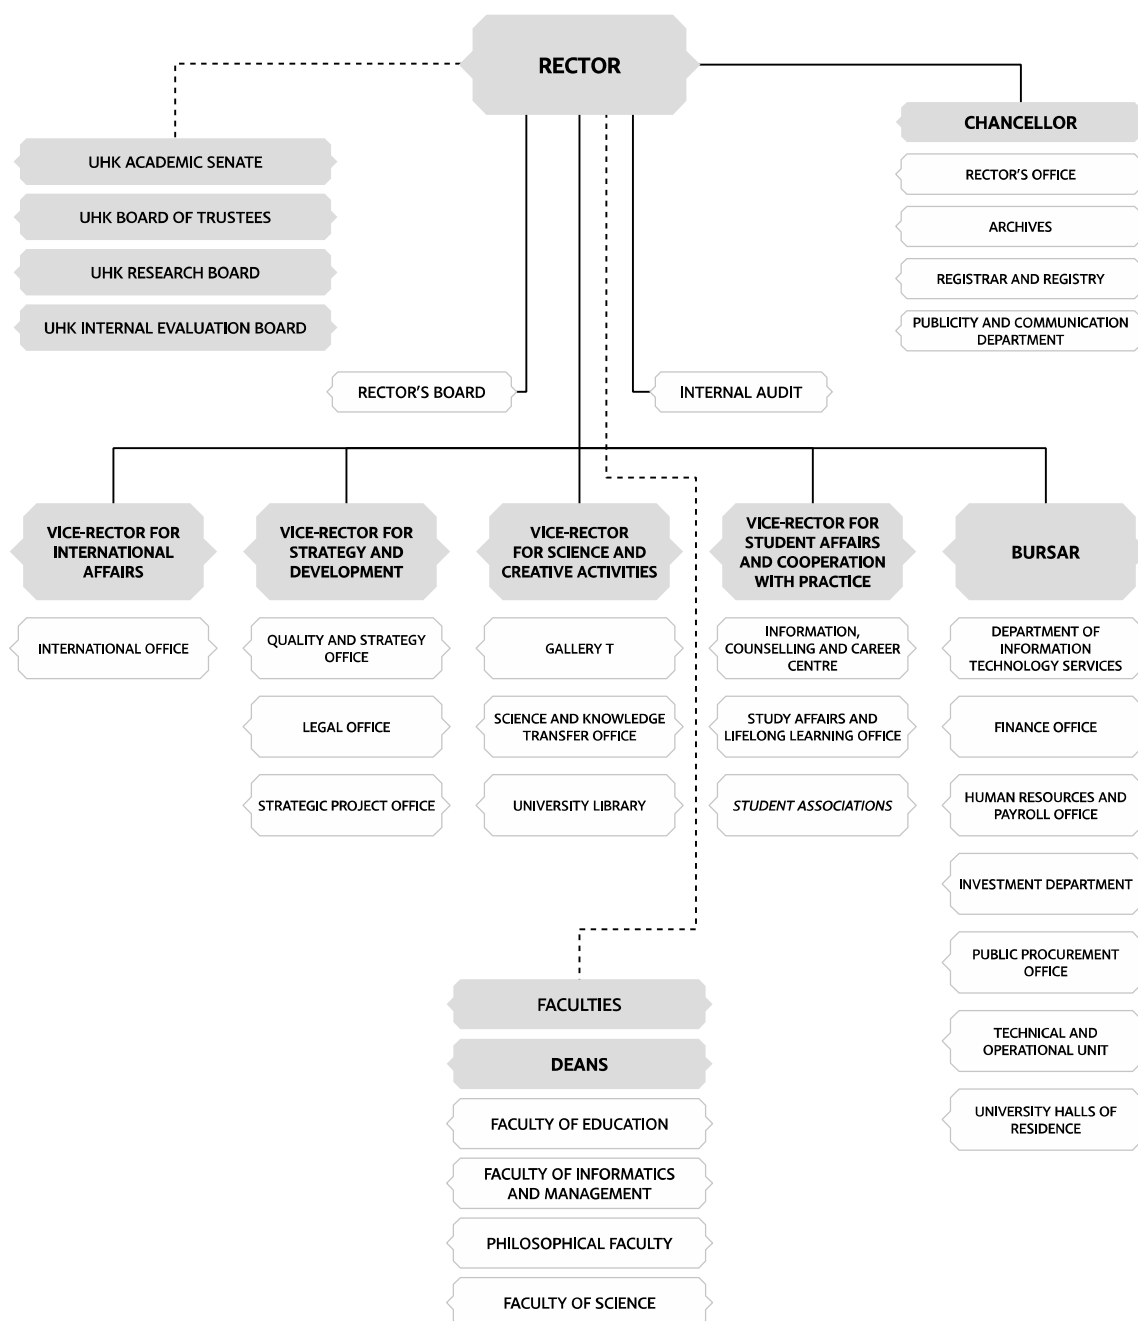 RECTOR
CHANCELLOR
RECTOR'S OFFICE
ARCHIVES
REGISTRAR AND REGISTRY
PUBLICITY AND COMMUNICATION
DEPARTMENT
UHK ACADEMIC SENATE
UHK BOARD OF TRUSTEES
UHK RESEARCH BOARD
UHK INTERNAL EVALUATION BOARD
RECTOR'S BOARD
INTERNAL AUDIT
VICE-RECTOR FOR
INTERNATIONAL
AFFAIRS
INTERNATIONAL OFFICE
VICE-RECTOR FOR
STRATEGY AND
DEVELOPMENT
QUALITY AND STRATEGY
OFFICE
LEGAL OFFICE
STRATEGIC PROJECT OFFICE
VICE-RECTOR
FOR SCIENCE AND
CREATIVE ACTIVITIES
GALLERY T
SCIENCE AND KNOWLEDGE
TRANSFER OFFICE
UNIVERSITY LIBRARY
VICE-RECTOR FOR
STUDENT AFFAIRS
AND COOPERATION
WITH PRACTICE
INFORMATION,
COUNSELLING AND CAREER
CENTRE
STUDY AFFAIRS AND
LIFELONG LEARNING OFFICE
STUDENT ASSOCIATIONS
BURSAR
DEPARTMENT OF
INFORMATION
TECHNOLOGY SERVICES
FINANCE OFFICE
HUMAN RESOURCES AND
PAYROLL OFFICE
INVESTMENT DEPARTMENT
PUBLIC PROCUREMENT
OFFICE
TECHNICAL AND
OPERATIONAL UNIT
UNIVERSITY HALLS OF
RESIDENCE
FACULTIES
DEANS
FACULTY OF EDUCATION
FACULTY OF INFORMATICS
AND MANAGEMENT
PHILOSOPHICAL FACULTY
FACULTY OF SCIENCE